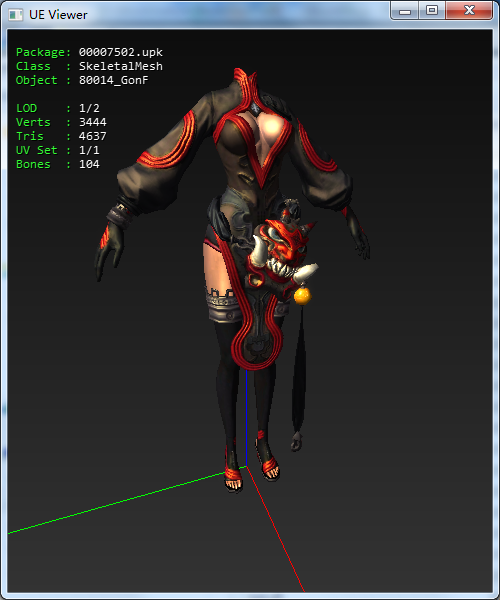 UE Viewer
Package: 00007502.upk
Class : SkeletalMesh
Object : 80014_GonF
LOD : 1/2
Verts : 3444
Tris : 4637
UV Set : 1/1
Bones : 104